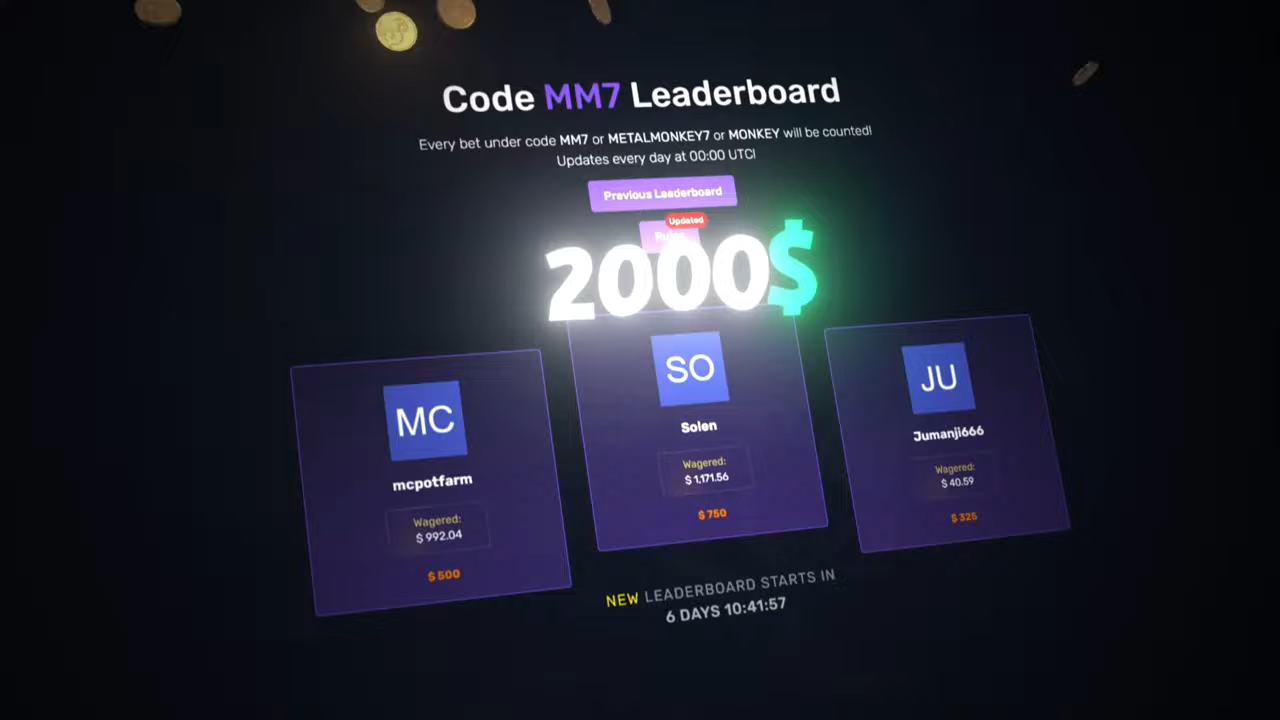 Code MM7 Leaderboard
Every bet under code MM7 or METALMONKEY7 or MONKEY will be counted!
Updates every day at 00:00 UTC!
Previous Leaderboard
Updated
Rules
2000$
MC
mcpotfarm
Wagered:
$ 992.04
$ 500
SO
Solen
Wagered:
$ 1,171.56
$ 750
JU
Jumanji666
Wagered:
$ 40.59
$ 325
NEW LEADERBOARD STARTS IN
6 DAYS 10:41:57